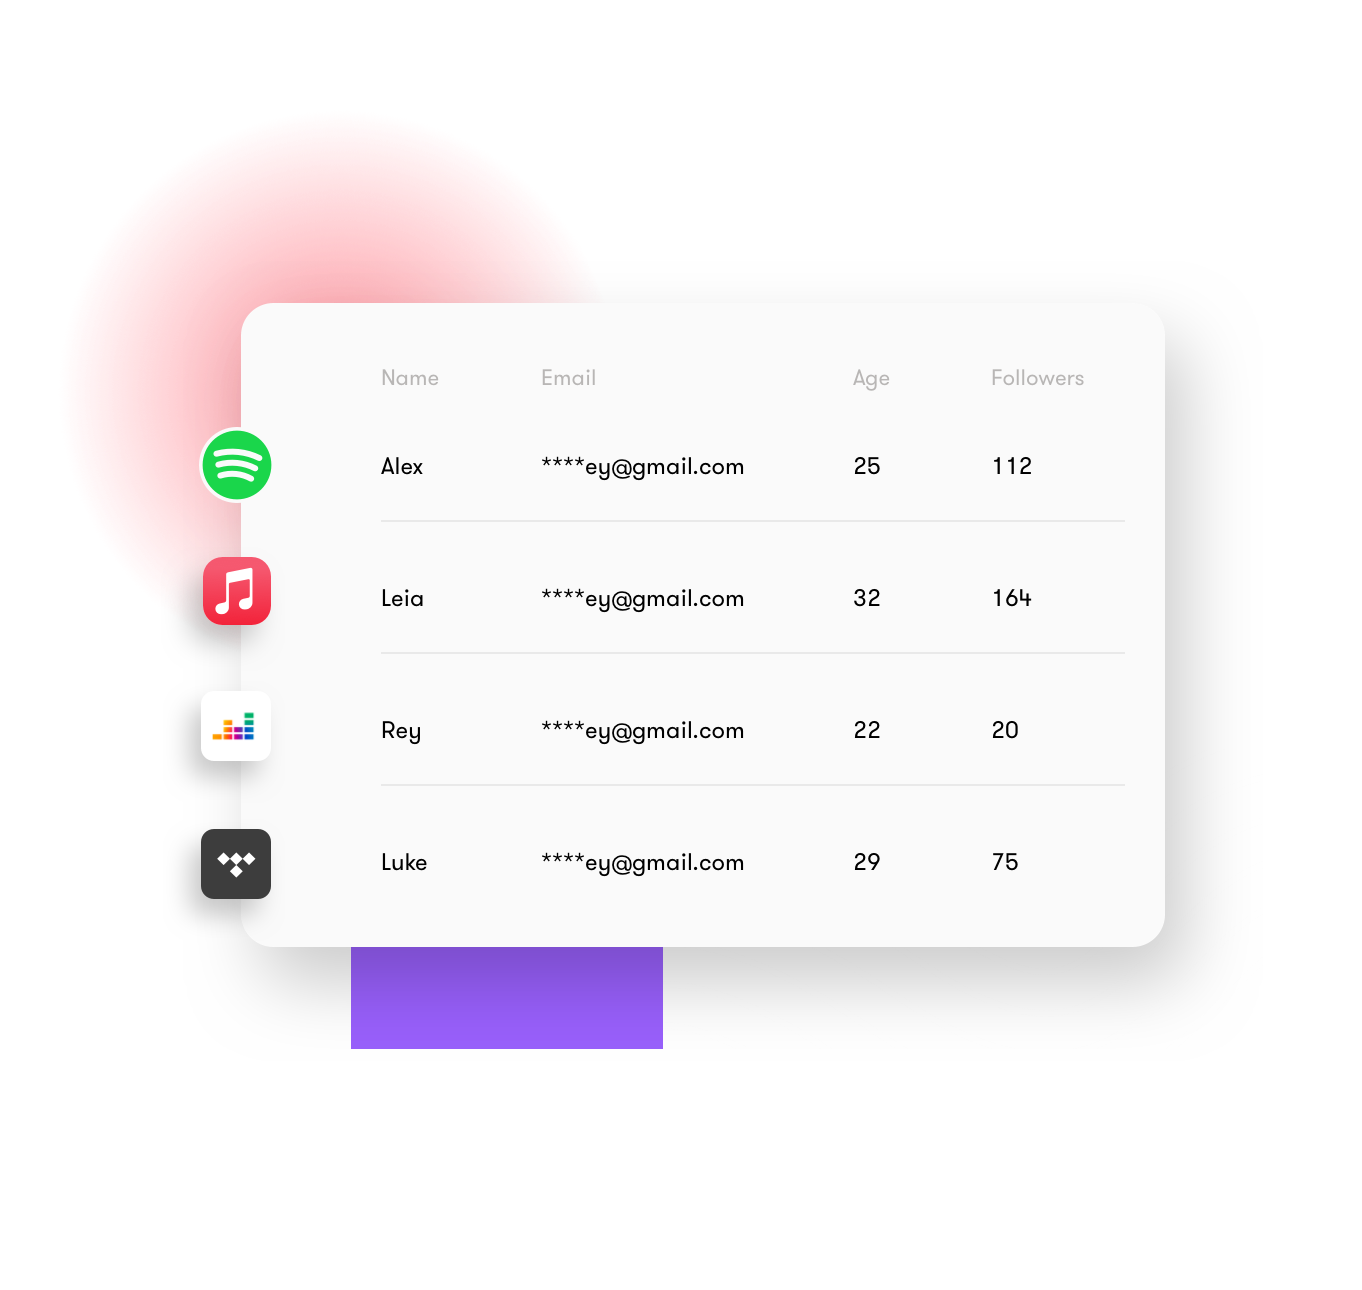 Name Email Age Followers
Alex ****ey@gmail.com 25 112
Leia ****ey@gmail.com 32 164
Rey ****ey@gmail.com 22 20
Luke ****ey@gmail.com 29 75